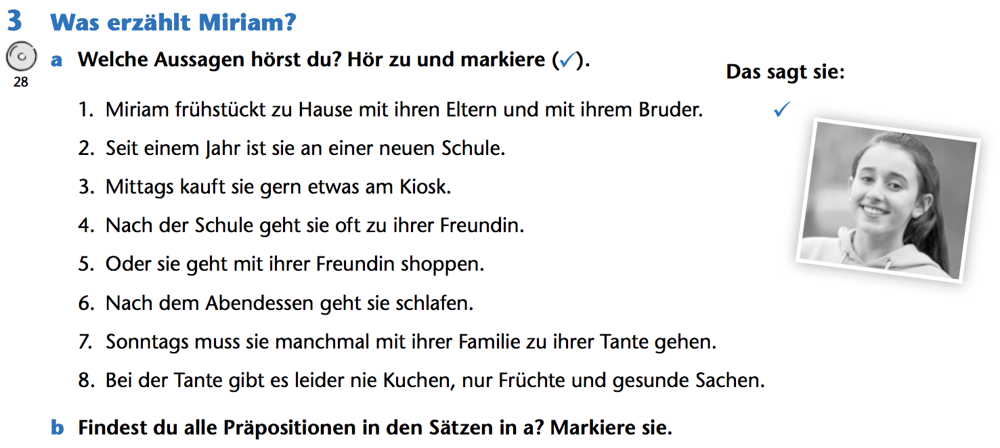 3 Was erzählt Miriam?
a Welche Aussagen hörst du? Hör zu und markiere (✓).
28
Das sagt sie:
1. Miriam frühstückt zu Hause mit ihren Eltern und mit ihrem Bruder. ✓
2. Seit einem Jahr ist sie an einer neuen Schule.
3. Mittags kauft sie gern etwas am Kiosk.
4. Nach der Schule geht sie oft zu ihrer Freundin.
5. Oder sie geht mit ihrer Freundin shoppen.
6. Nach dem Abendessen geht sie schlafen.
7. Sonntags muss sie manchmal mit ihrer Familie zu ihrer Tante gehen.
8. Bei der Tante gibt es leider nie Kuchen, nur Früchte und gesunde Sachen.
b Findest du alle Präpositionen in den Sätzen in a? Markiere sie.